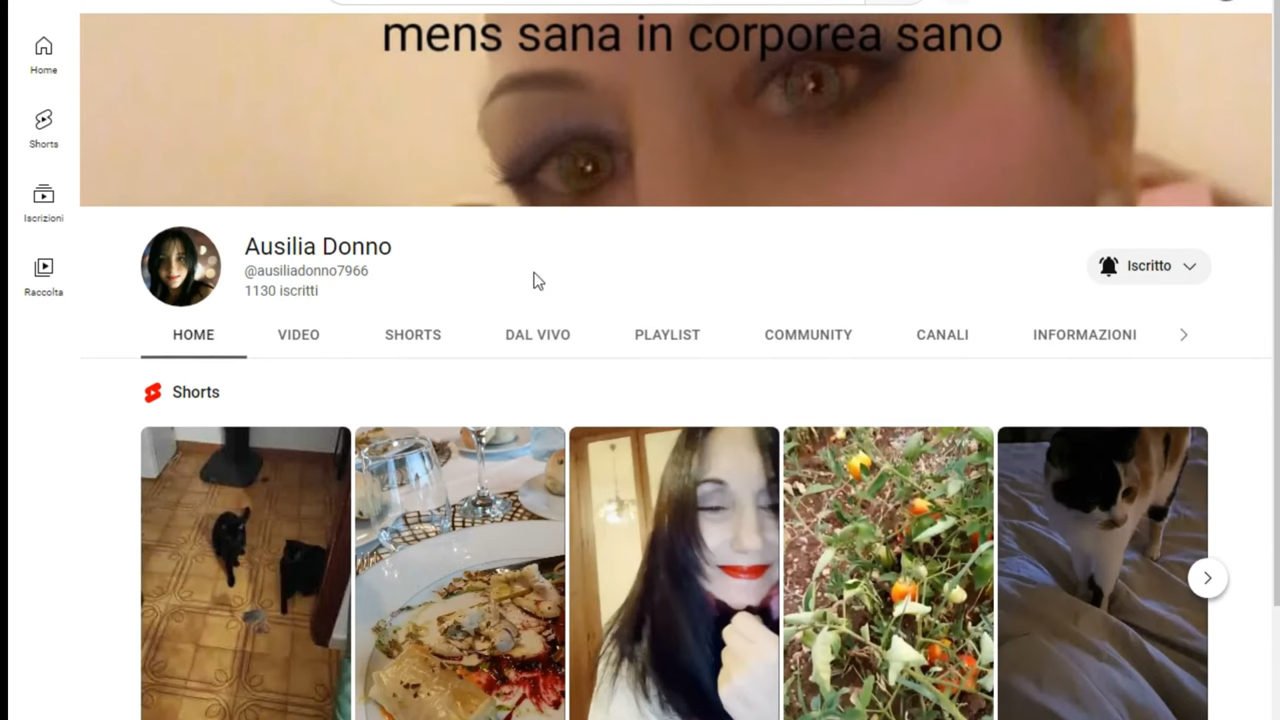 mens sana in corporea sano
Home
Shorts
Iscrizioni
Raccolta
Ausilia Donno
@ausiliadonno7966
1130 iscritti
Iscritto
HOME VIDEO SHORTS DAL VIVO PLAYLIST COMMUNITY CANALI INFORMAZIONI
Shorts